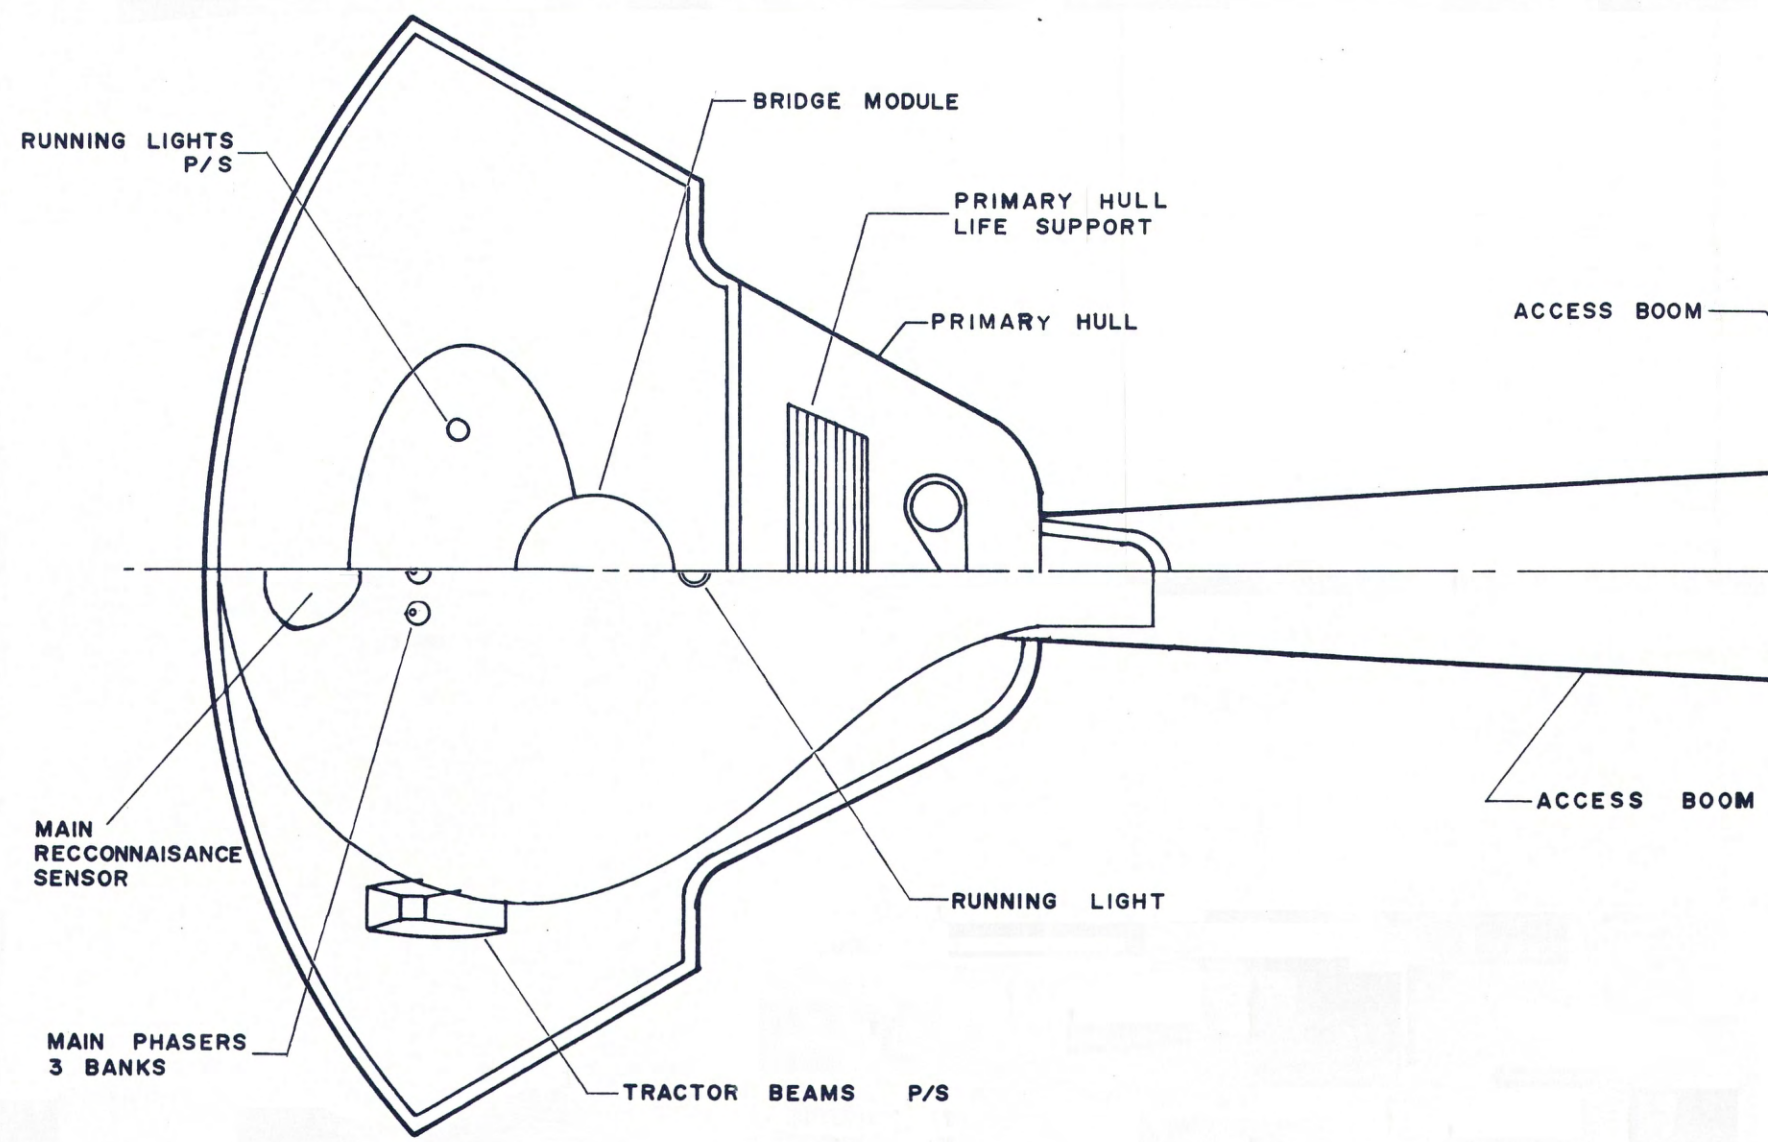 BRIDGE MODULE
RUNNING LIGHTS
P/S
PRIMARY HULL
LIFE SUPPORT
ACCESS BOOM
PRIMARY HULL
ACCESS BOOM
MAIN
RECCONNAISANCE
SENSOR
RUNNING LIGHT
MAIN PHASERS
3 BANKS
TRACTOR BEAMS P/S